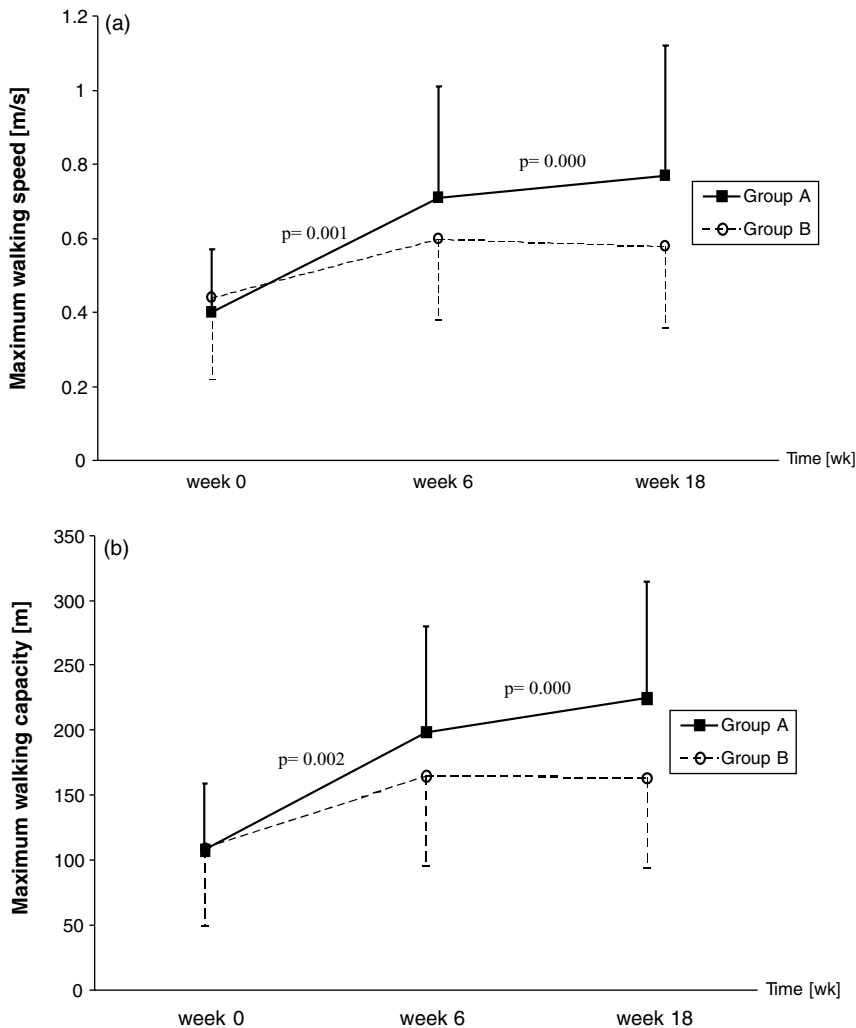 (a)
Maximum walking speed [m/s]
1.2
1
0.8
0.6
0.4
0.2
0
p= 0.001
p= 0.000
Group A
Group B
week 0
week 6
week 18
Time [wk]
(b)
Maximum walking capacity [m]
350
300
250
200
150
100
50
0
p= 0.002
p= 0.000
Group A
Group B
week 0
week 6
week 18
Time [wk]